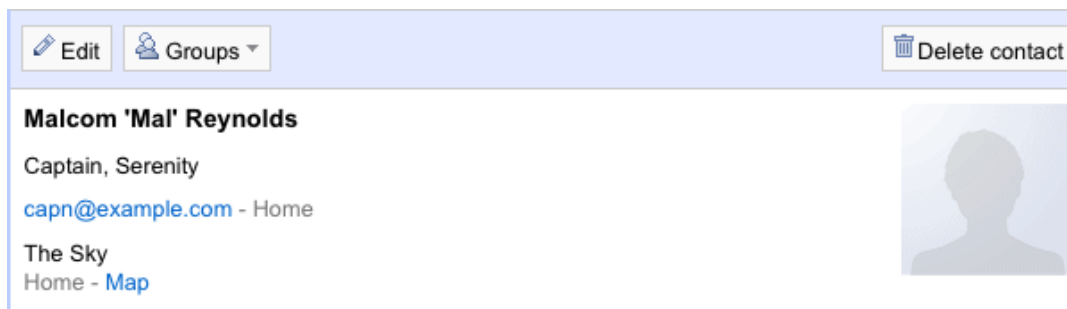 Edit Groups Delete contact
Malcom 'Mal' Reynolds
Captain, Serenity
capn@example.com - Home
The Sky
Home - Map